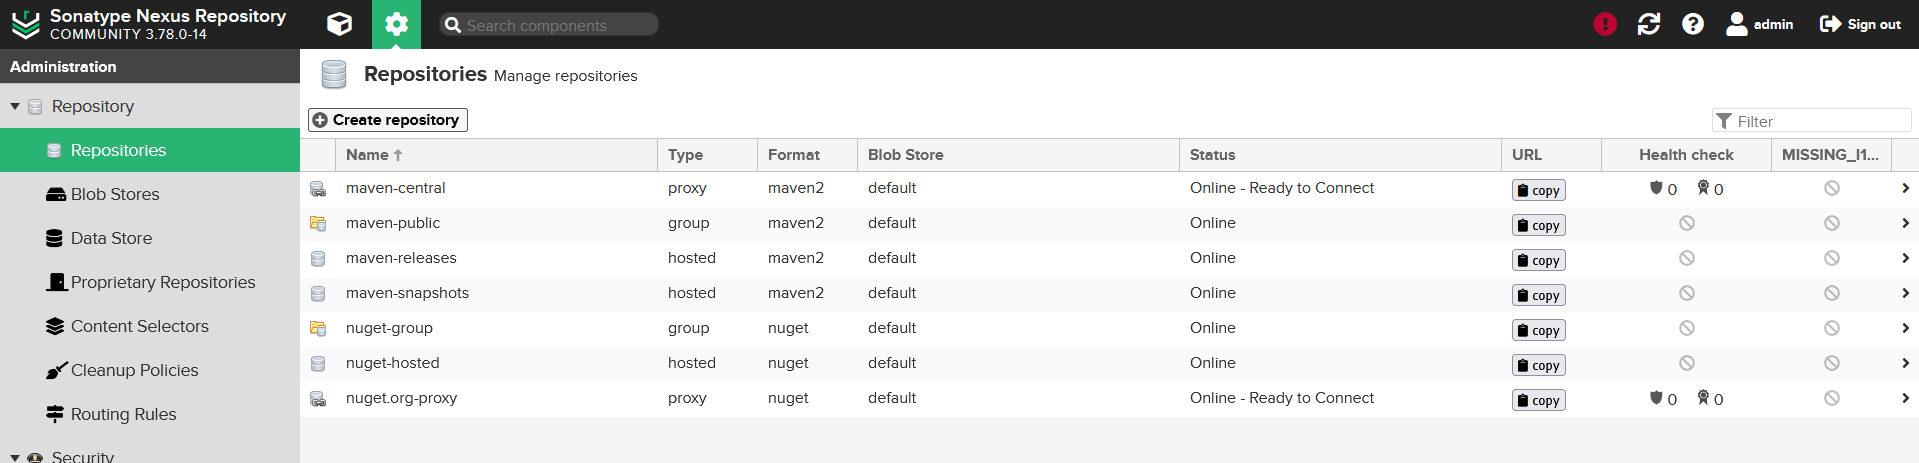 Sonatype Nexus Repository
COMMUNITY 3.78.0-14
Search components
admin
Sign out
Administration
Repositories Manage repositories
Repository
Create repository
Filter
Repositories
Name Type Format Blob Store Status URL Health check MISSING_I1...
maven-central proxy maven2 default Online - Ready to Connect copy 0 0
Blob Stores
maven-public group maven2 default Online copy
Data Store
maven-releases hosted maven2 default Online copy
Proprietary Repositories
maven-snapshots hosted maven2 default Online copy
Content Selectors
nuget-group group nuget default Online copy
Cleanup Policies
nuget-hosted hosted nuget default Online copy
Routing Rules
nuget.org-proxy proxy nuget default Online - Ready to Connect copy 0 0
Security